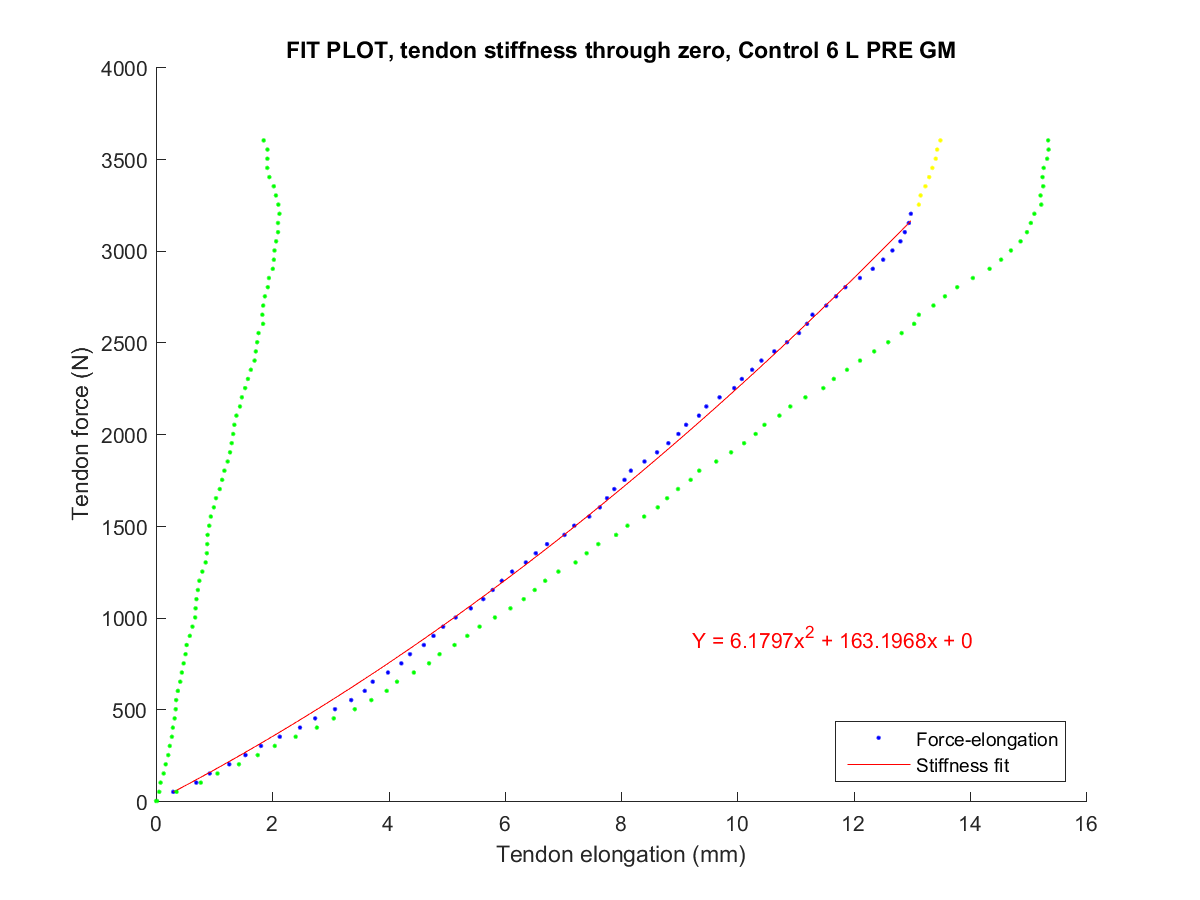 FIT PLOT, tendon stiffness through zero, Control 6 L PRE GM
4000
3500
3000
2500
2000
1500
1000
500
0
Tendon force (N)
Y = 6.1797x² + 163.1968x + 0
Force-elongation
Stiffness fit
0 2 4 6 8 10 12 14 16
Tendon elongation (mm)